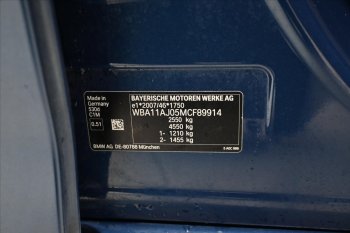 BAYERISCHE MOTOREN WERKE AG
e1*2007/46*1750
WBA11AJ05MCF89914
2550 kg
4550 kg
1- 1210 kg
2- 1455 kg
Made in
Germany
530d
C1M
0.51
BMW AG DE-80788 München